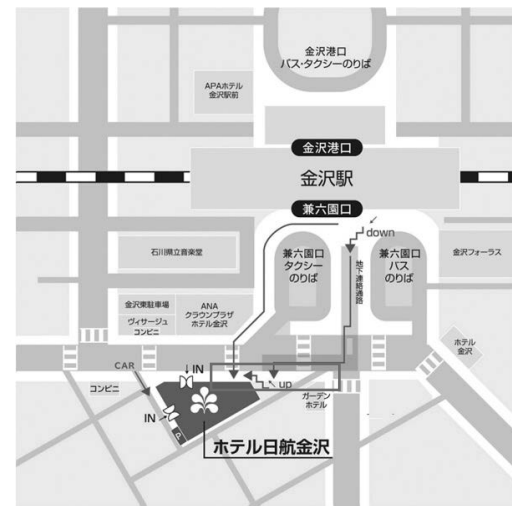 金沢港口
バス・タクシーのりば
APAホテル
金沢駅前
金沢港口
金沢駅
兼六園口
down
石川県立音楽堂
兼六園口
タクシー
のりば
地下連絡通路
兼六園口
バス
のりば
金沢フォーラス
金沢東駐車場
ヴィサージュ
コンビニ
ANA
クラウンプラザ
ホテル金沢
ホテル
金沢
CAR
IN
up
コンビニ
ガーデン
ホテル
IN
P
ホテル日航金沢